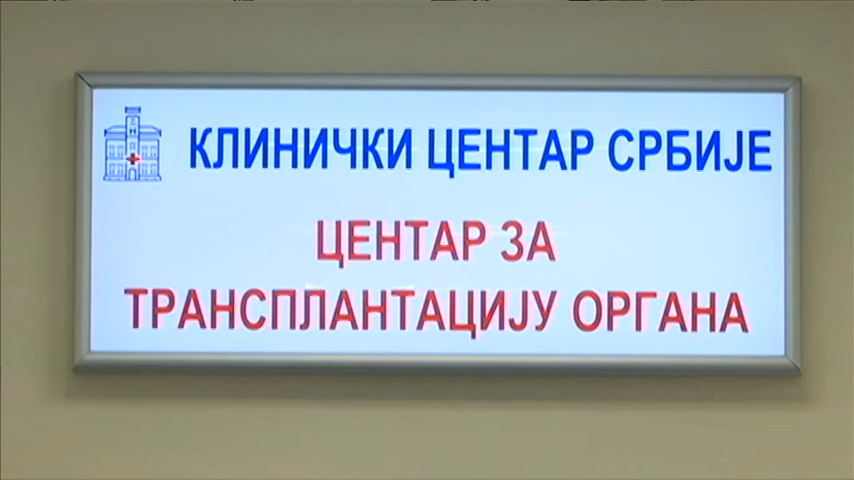 КЛИНИЧКИ ЦЕНТАР СРБИЈЕ
ЦЕНТАР ЗА
ТРАНСПЛАНТАЦИЈУ ОРГАНА